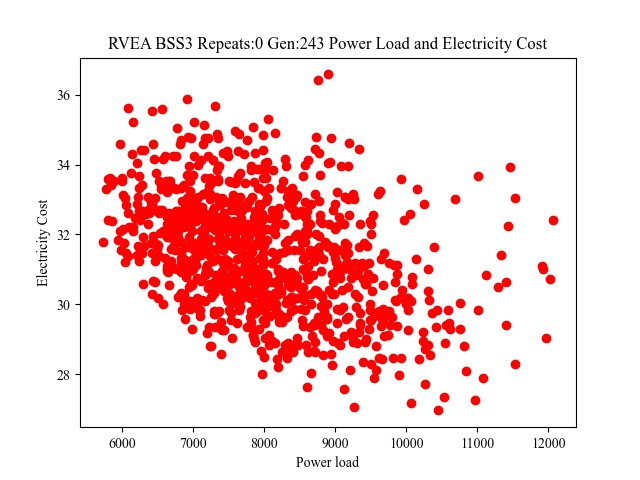 RVEA BSS3 Repeats:0 Gen:243 Power Load and Electricity Cost
36
34
32
30
28
Electricity Cost
6000 7000 8000 9000 10000 11000 12000
Power load